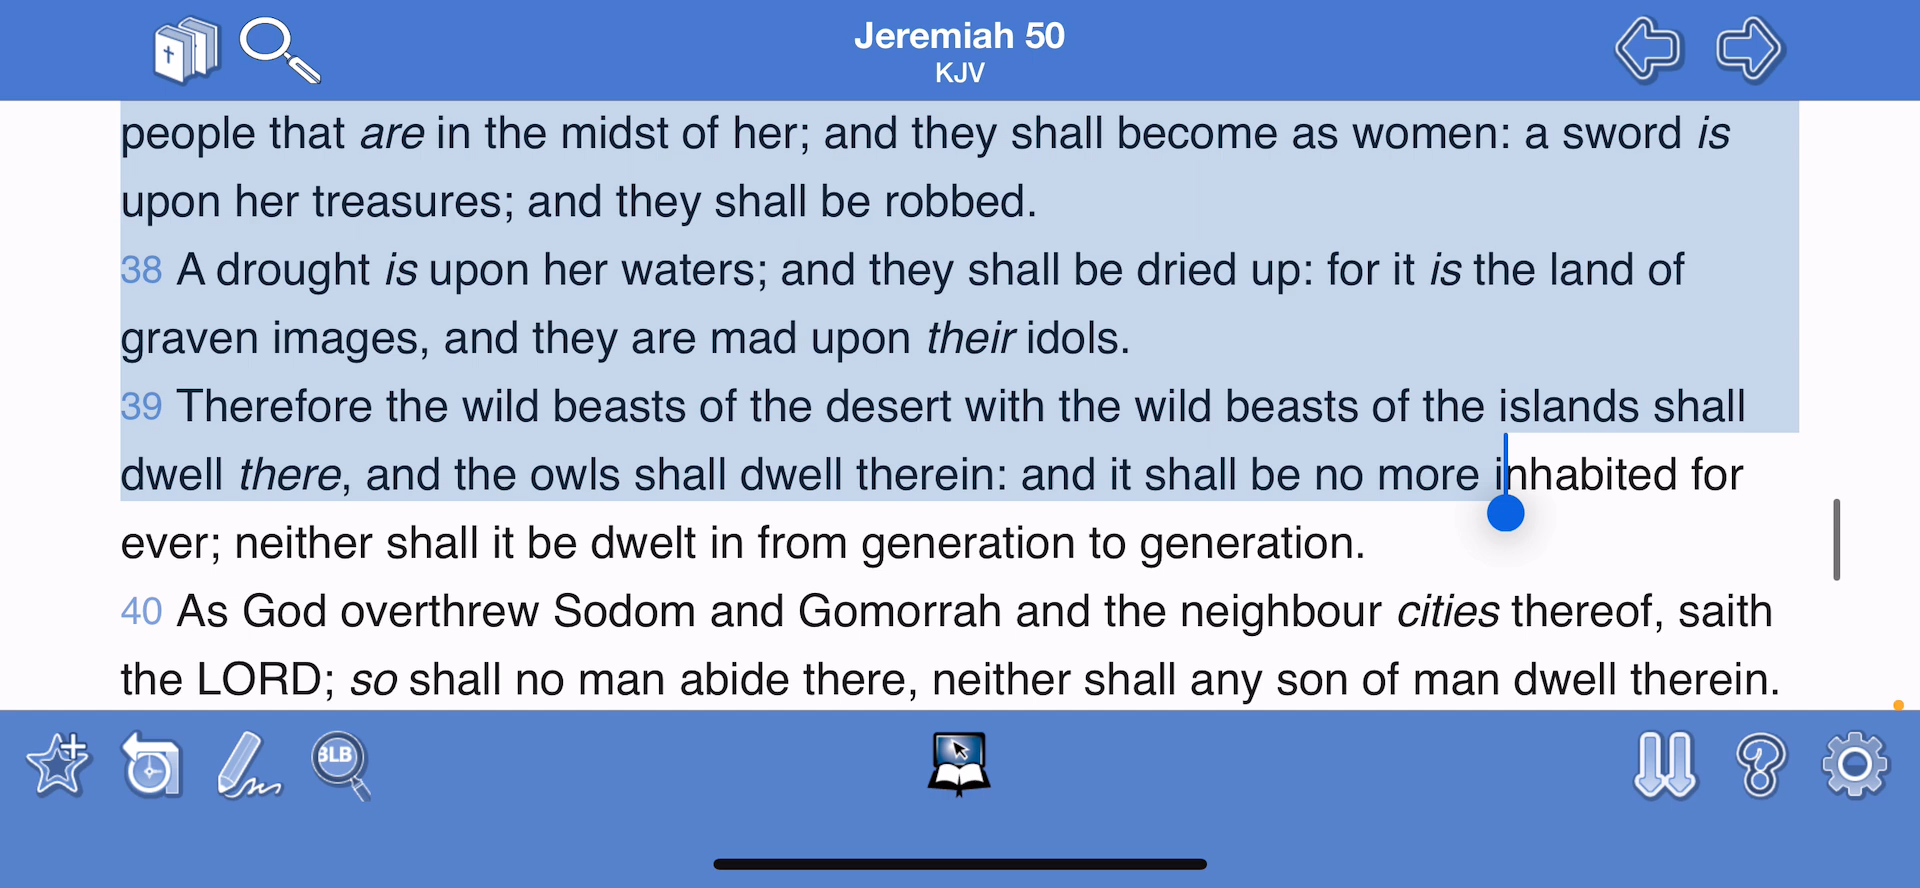 Jeremiah 50
KJV
people that are in the midst of her; and they shall become as women: a sword is
upon her treasures; and they shall be robbed.
38 A drought is upon her waters; and they shall be dried up: for it is the land of
graven images, and they are mad upon their idols.
39 Therefore the wild beasts of the desert with the wild beasts of the islands shall
dwell there, and the owls shall dwell therein: and it shall be no more inhabited for
ever; neither shall it be dwelt in from generation to generation.
40 As God overthrew Sodom and Gomorrah and the neighbour cities thereof, saith
the LORD; so shall no man abide there, neither shall any son of man dwell therein.
BLB